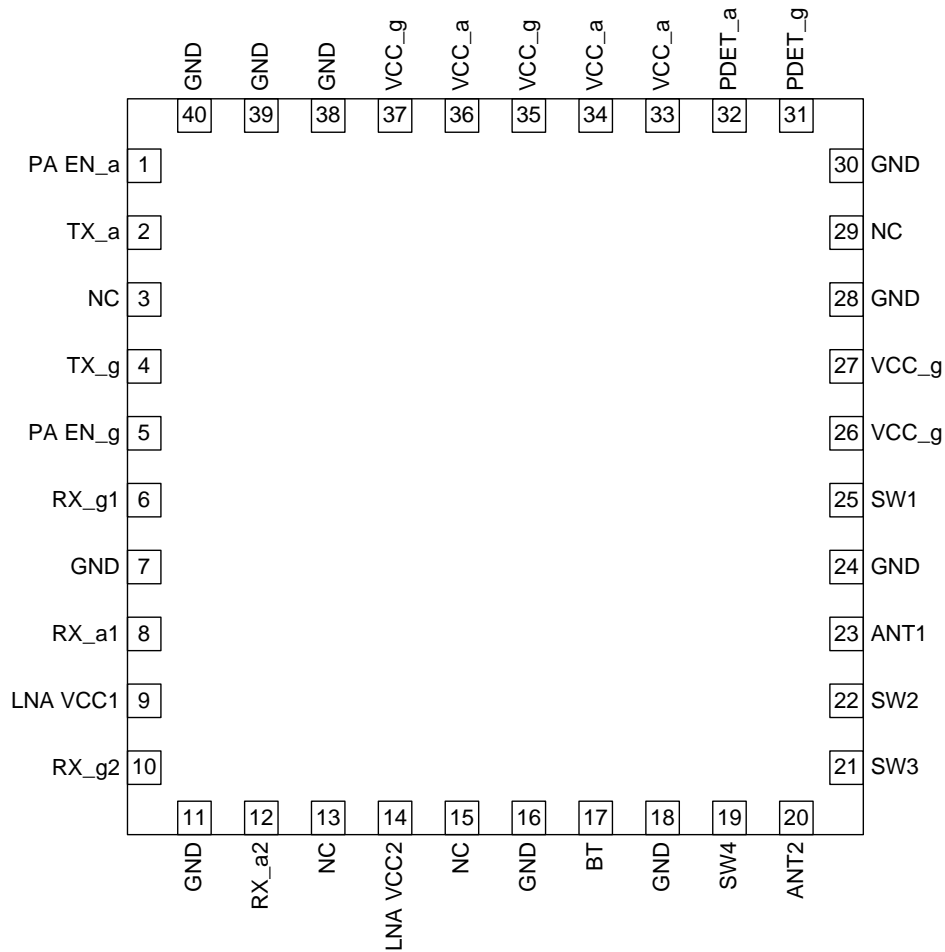 GND GND GND VCC_g VCC_a VCC_g VCC_a VCC_a PDET_a PDET_g
40 39 38 37 36 35 34 33 32 31
PA EN_a 1 30 GND
TX_a 2 29 NC
NC 3 28 GND
TX_g 4 27 VCC_g
PA EN_g 5 26 VCC_g
RX_g1 6 25 SW1
GND 7 24 GND
RX_a1 8 23 ANT1
LNA VCC1 9 22 SW2
RX_g2 10 21 SW3
11 12 13 14 15 16 17 18 19 20
GND RX_a2 NC LNA VCC2 NC GND BT GND SW4 ANT2